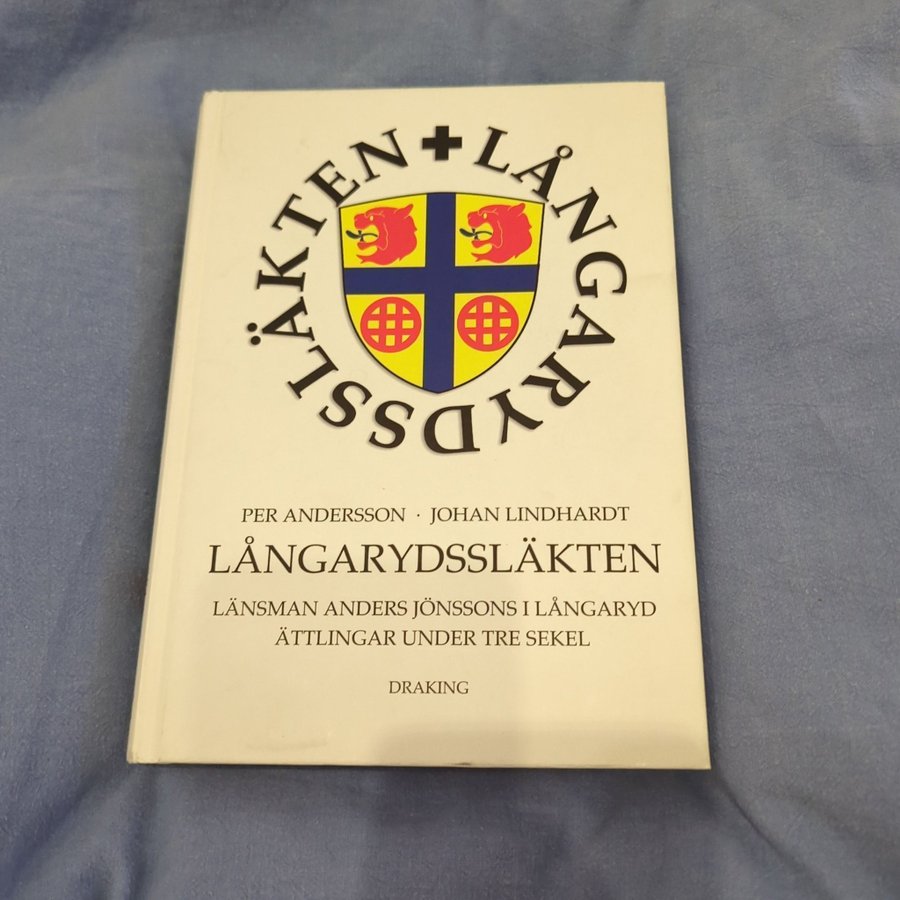 LÅNGARYDSSLÄKTEN
PER ANDERSSON · JOHAN LINDHARDT
LÅNGARYDSSLÄKTEN
LÄNSMAN ANDERS JÖNSSONS I LÅNGARYD
ÄTTLINGAR UNDER TRE SEKEL
DRAKING